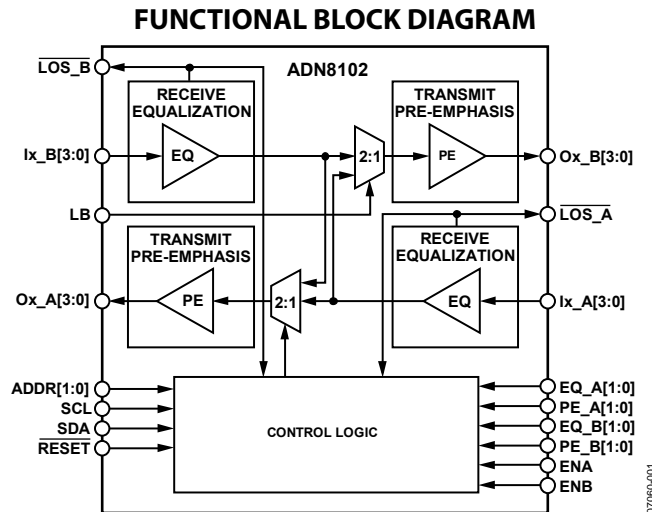 FUNCTIONAL BLOCK DIAGRAM
LOS_B
ADN8102
RECEIVE
EQUALIZATION
TRANSMIT
PRE-EMPHASIS
Ix_B[3:0]
EQ
2:1
PE
Ox_B[3:0]
LB
LOS_A
TRANSMIT
PRE-EMPHASIS
RECEIVE
EQUALIZATION
Ox_A[3:0]
PE
2:1
EQ
Ix_A[3:0]
ADDR[1:0]
SCL
SDA
RESET
CONTROL LOGIC
EQ_A[1:0]
PE_A[1:0]
EQ_B[1:0]
PE_B[1:0]
ENA
ENB
07060-001